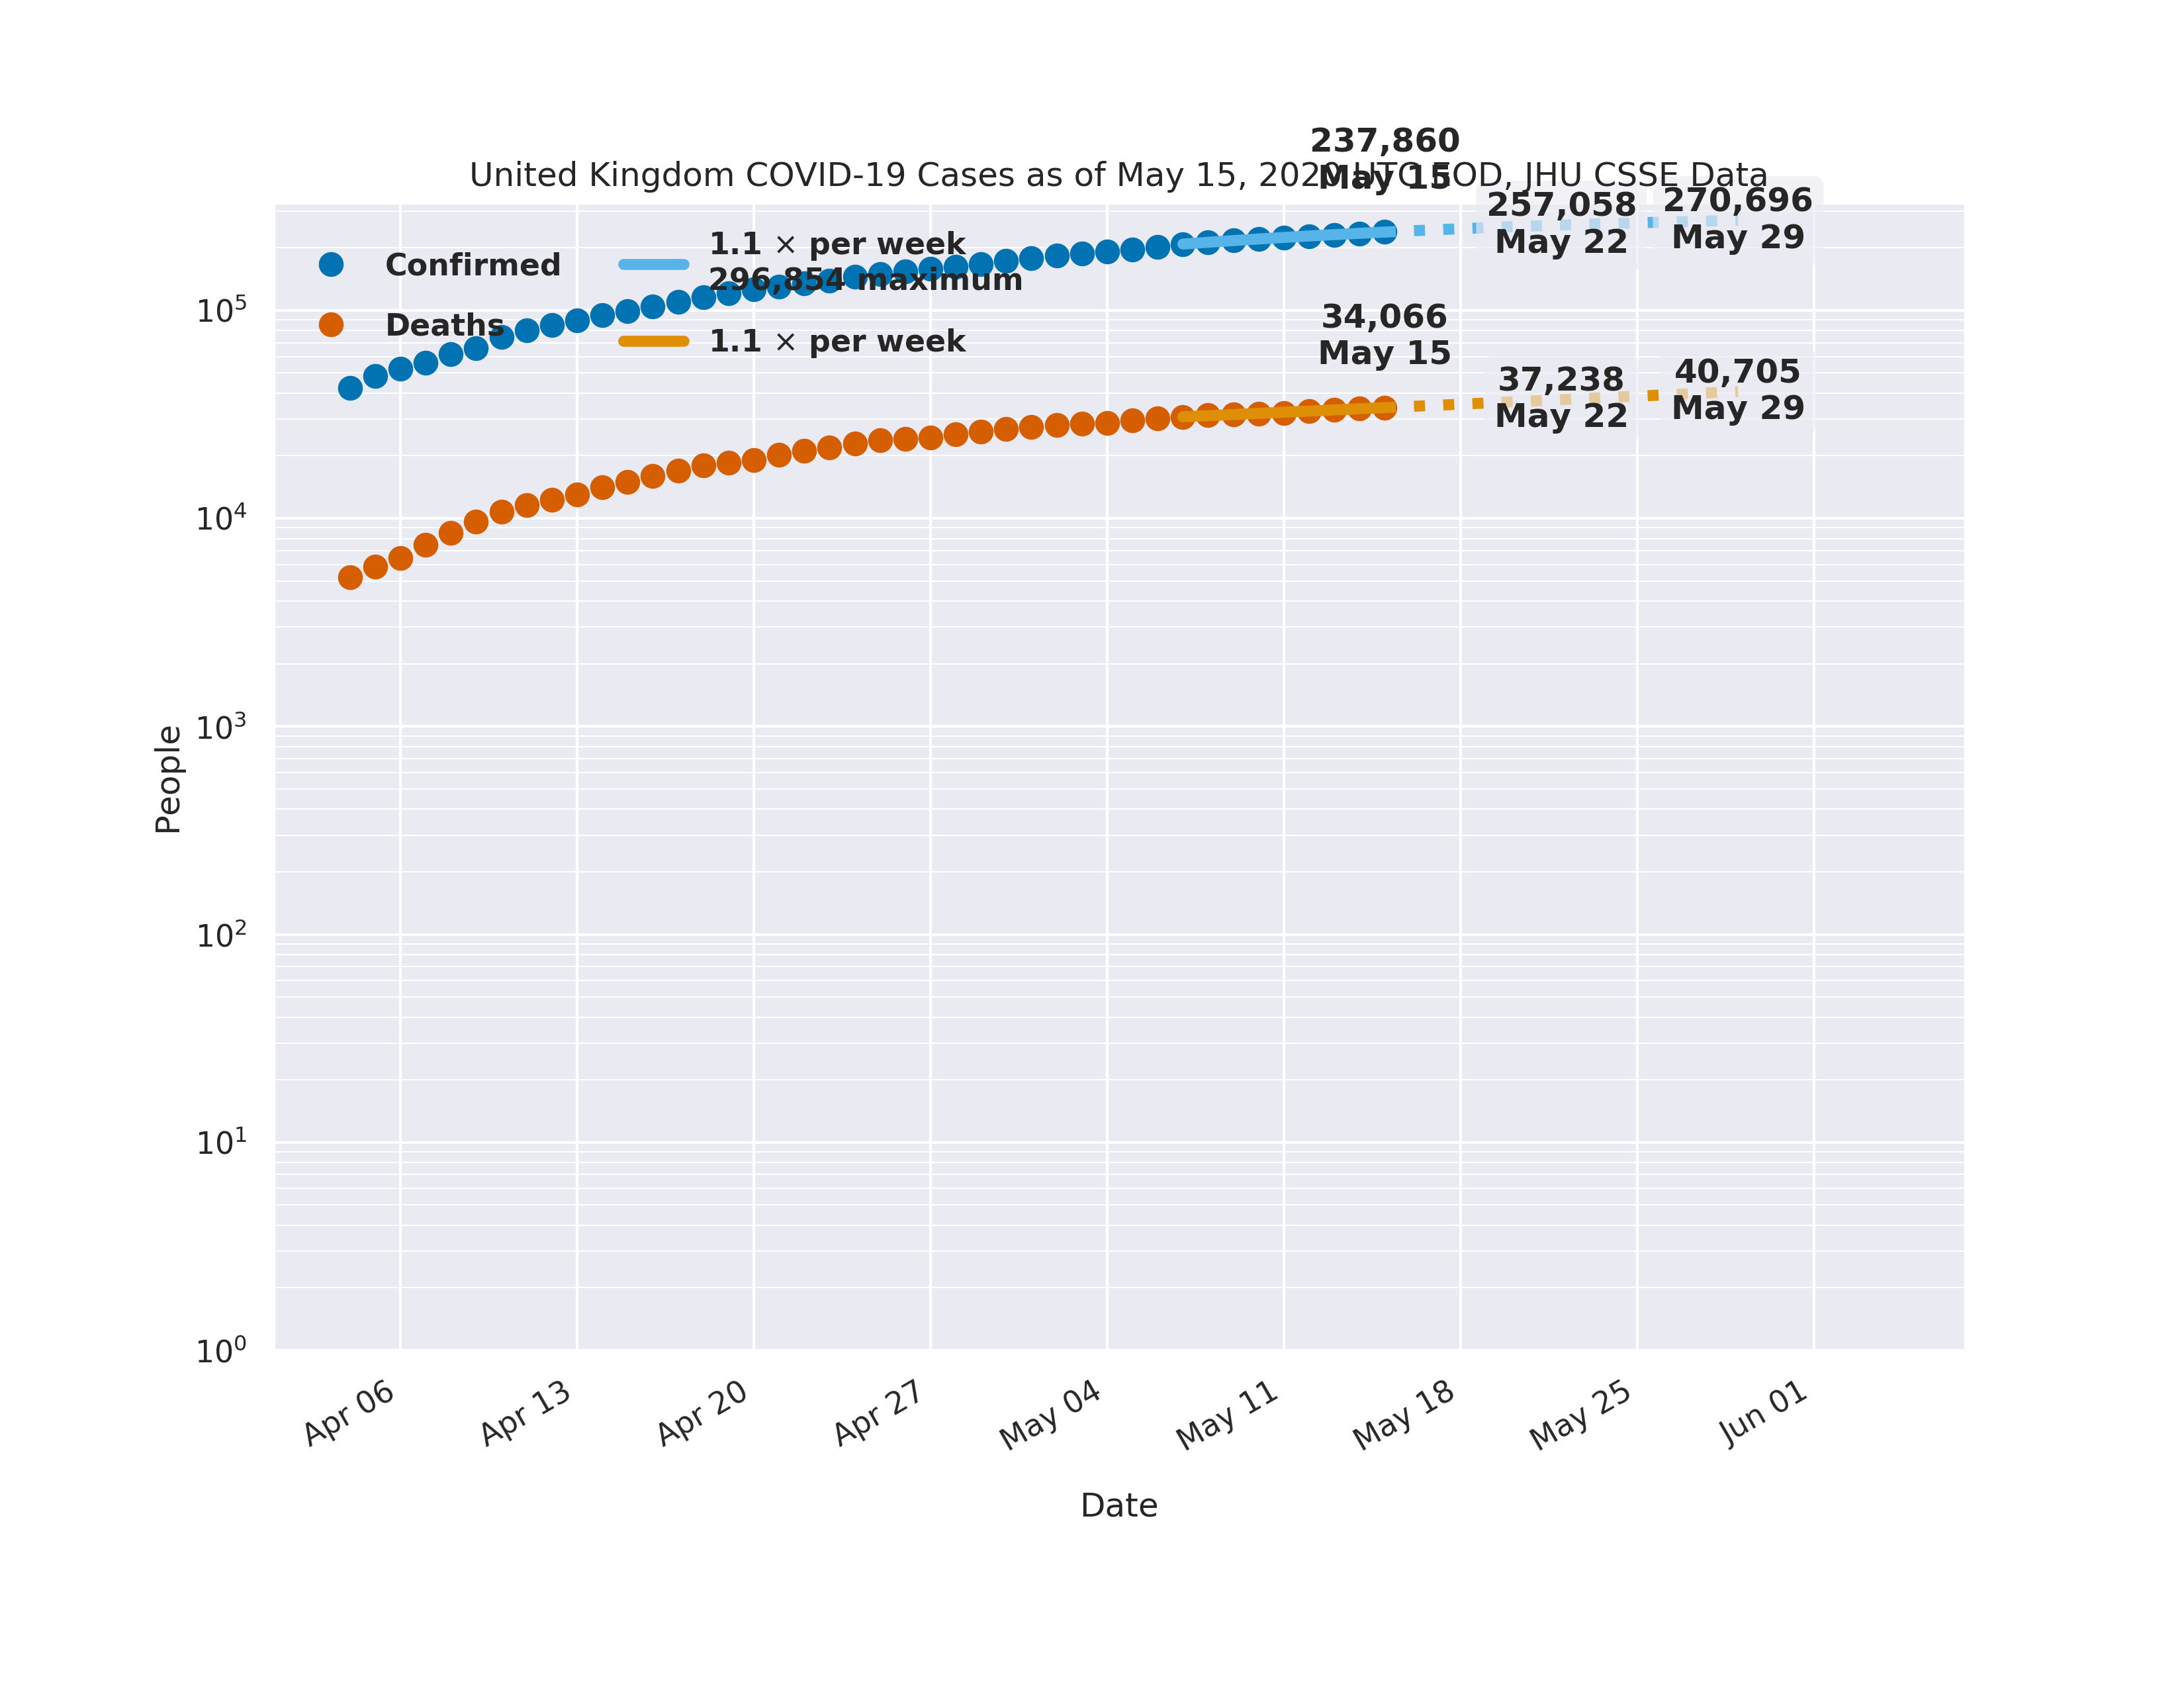 237,860
May 15
United Kingdom COVID-19 Cases as of May 15, 2020 UTC EOD, JHU CSSE Data
257,058
May 22
270,696
May 29
Confirmed
Deaths
1.1 × per week
296,854 maximum
1.1 × per week
34,066
May 15
37,238
May 22
40,705
May 29
People
10⁵
10⁴
10³
10²
10¹
10⁰
Apr 06
Apr 13
Apr 20
Apr 27
May 04
May 11
May 18
May 25
Jun 01
Date